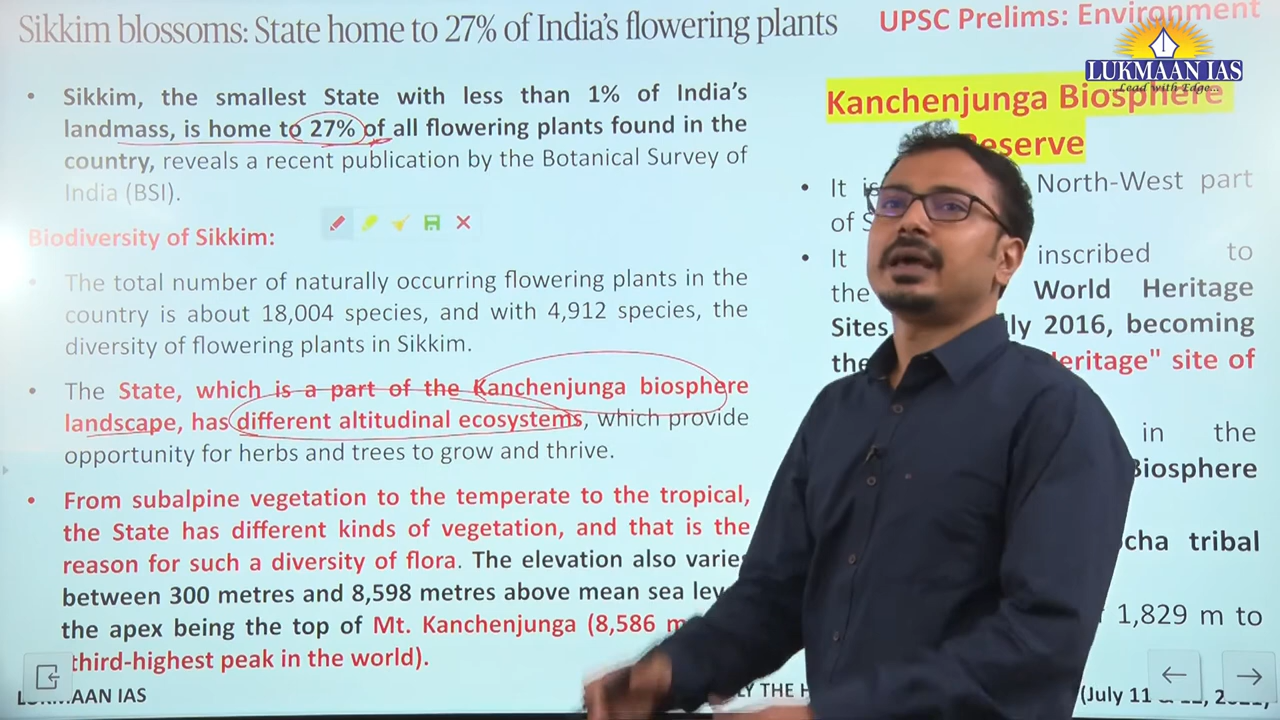 Sikkim blossoms: State home to 27% of India's flowering plants
UPSC Prelims: Environment
LUKMAAN IAS
...Lead with Edge...
• Sikkim, the smallest State with less than 1% of India's
landmass, is home to 27% of all flowering plants found in the
country, reveals a recent publication by the Botanical Survey of
India (BSI).
Biodiversity of Sikkim:
• The total number of naturally occurring flowering plants in the
country is about 18,004 species, and with 4,912 species, the
diversity of flowering plants in Sikkim.
• The State, which is a part of the Kanchenjunga biosphere
landscape, has different altitudinal ecosystems, which provide
opportunity for herbs and trees to grow and thrive.
• From subalpine vegetation to the temperate to the tropical,
the State has different kinds of vegetation, and that is the
reason for such a diversity of flora. The elevation also varies
between 300 metres and 8,598 metres above mean sea
the apex being the top of Mt. Kanchenjunga (8,586
third-highest peak in the world).
Kanchenjunga Biosphere
Reserve
• It is North-West part
of
• It inscribed to
the World Heritage
Sites 2016, becoming
the Heritage" site of
in the
Biosphere
tribal
1,829 m to
LUKMAAN IAS
THE
(July 11